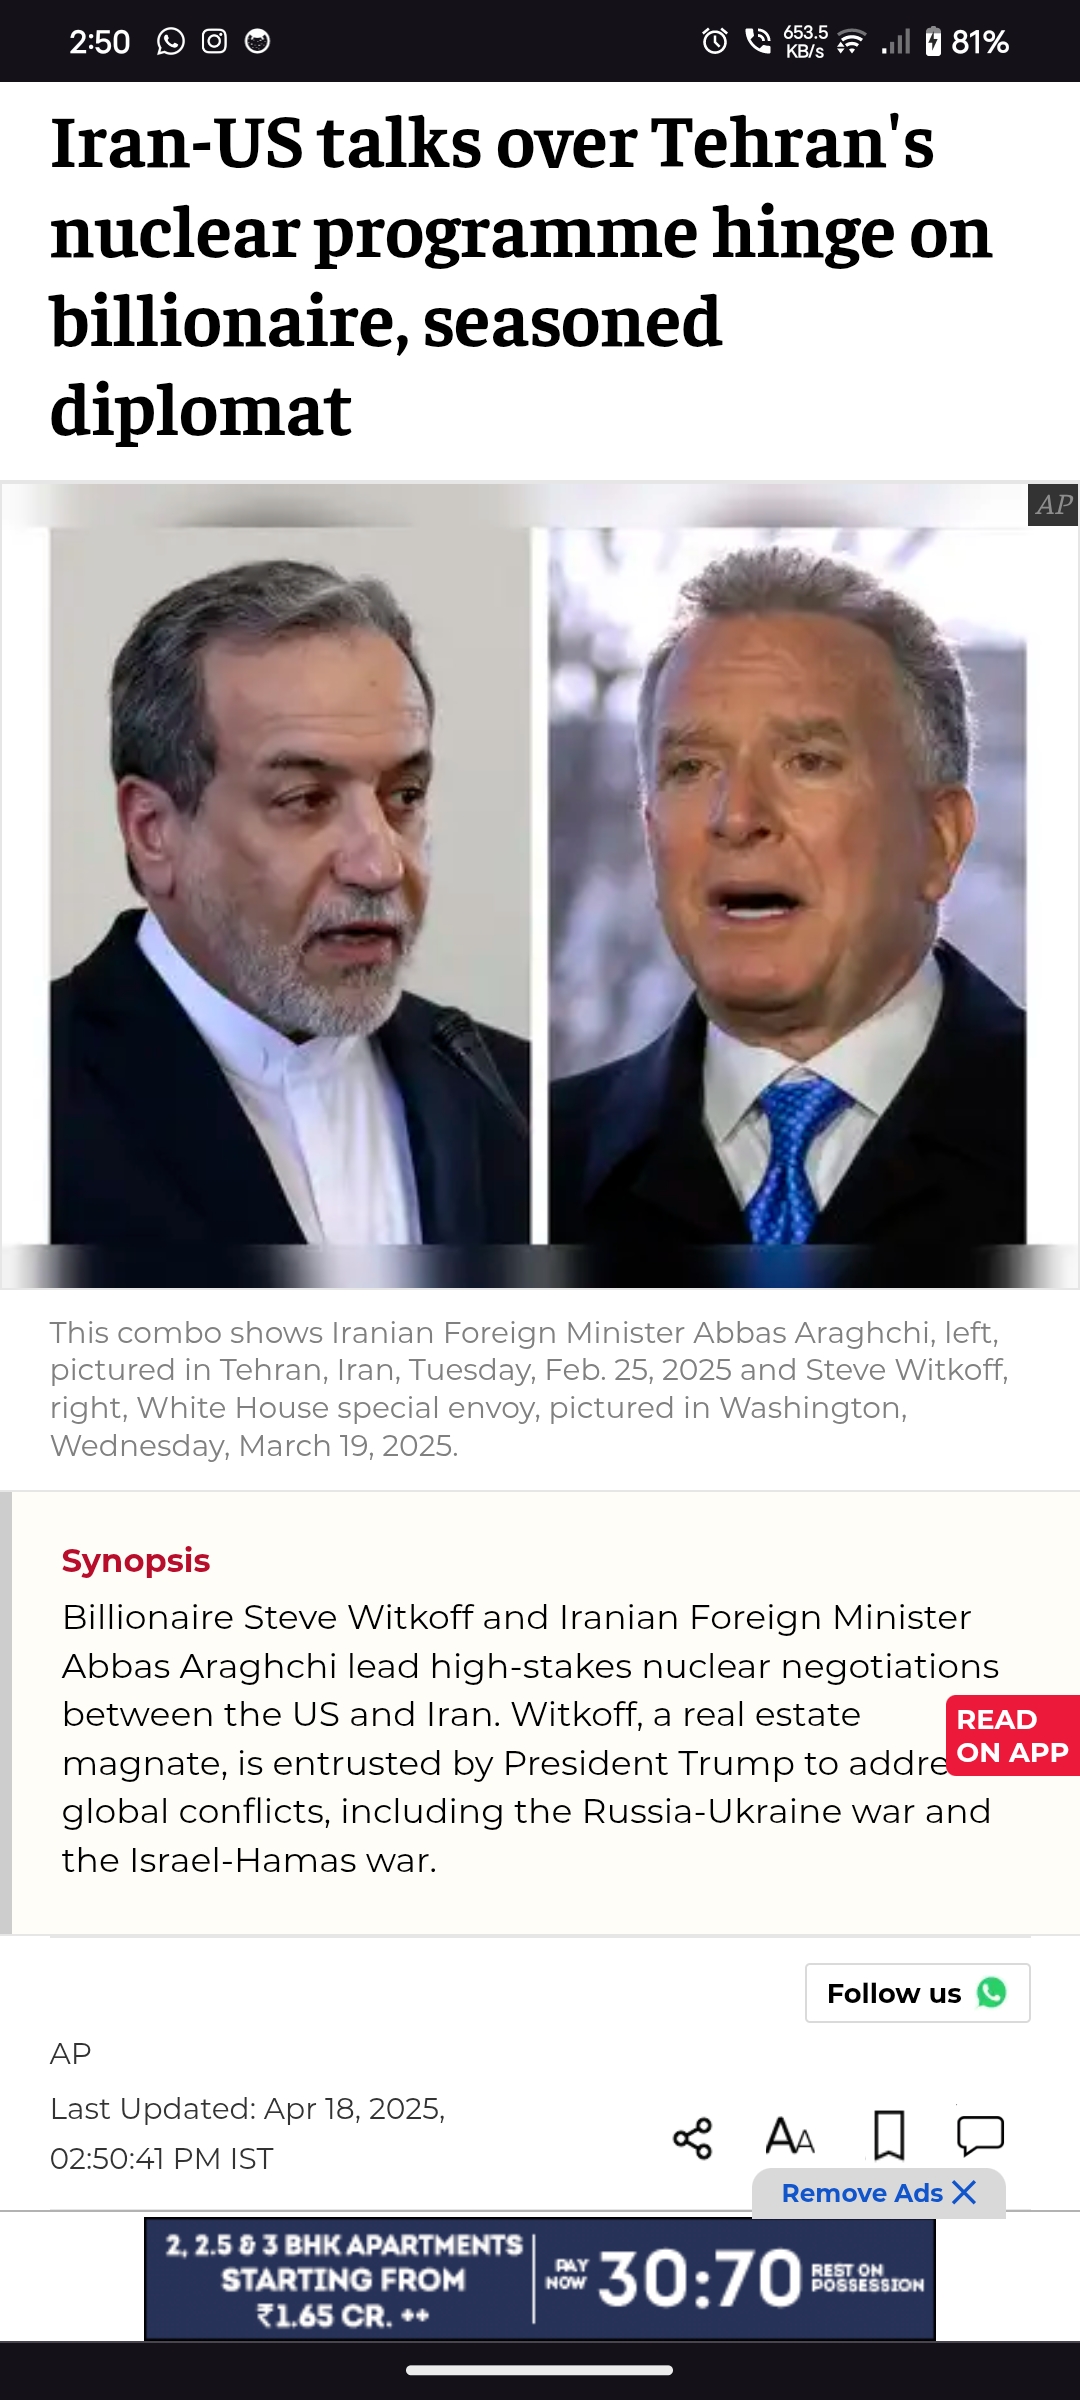 2:50
653.5
KB/s
81%
Iran-US talks over Tehran's
nuclear programme hinge on
billionaire, seasoned
diplomat
AP
This combo shows Iranian Foreign Minister Abbas Araghchi, left,
pictured in Tehran, Iran, Tuesday, Feb. 25, 2025 and Steve Witkoff,
right, White House special envoy, pictured in Washington,
Wednesday, March 19, 2025.
Synopsis
Billionaire Steve Witkoff and Iranian Foreign Minister
Abbas Araghchi lead high-stakes nuclear negotiations
between the US and Iran. Witkoff, a real estate
magnate, is entrusted by President Trump to addre
global conflicts, including the Russia-Ukraine war and
the Israel-Hamas war.
READ
ON APP
Follow us
AP
Last Updated: Apr 18, 2025,
02:50:41 PM IST
AA
Remove Ads
2, 2.5 & 3 BHK APARTMENTS
STARTING FROM
₹1.65 CR. ++
PAY
NOW
30:70
REST ON
POSSESSION